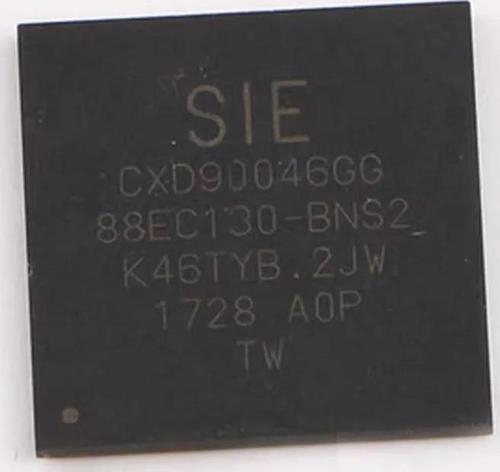 SIE
CXD90046GG
88EC130-BNS2
K46TYB.2JW
1728 A0P
TW